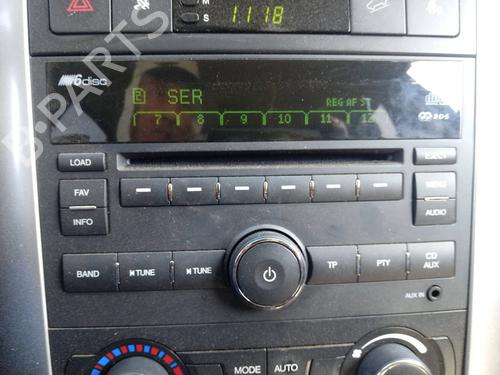 M
S
11:18
6disc
SER
REG AF ST
7 8 9 10 11 12
RDS
LOAD
EJECT
FAV
MENU
INFO
AUDIO
BAND
TUNE
TUNE
TP
PTY
CD
AUX
AUX IN
MODE
AUTO
B-PARTS